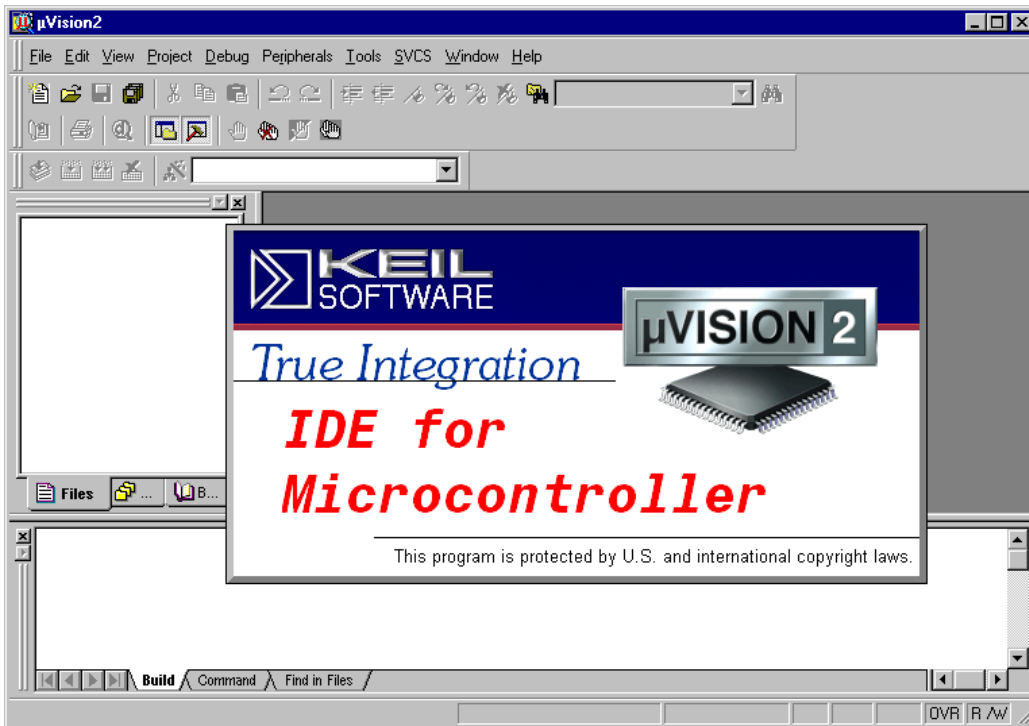 µVision2
File Edit View Project Debug Peripherals Tools SVCS Window Help
KEIL
SOFTWARE
µVISION 2
True Integration
IDE for
Microcontroller
This program is protected by U.S. and international copyright laws.
Files ... B...
Build Command Find in Files
OVR R /W